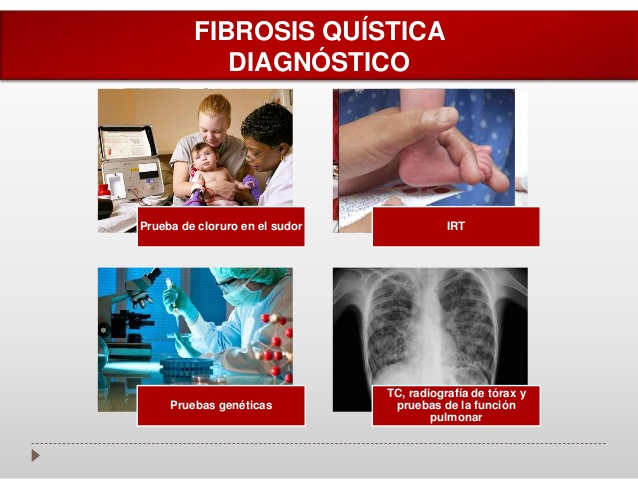 FIBROSIS QUÍSTICA
DIAGNÓSTICO
Prueba de cloruro en el sudor
IRT
Pruebas genéticas
TC, radiografía de tórax y
pruebas de la función
pulmonar